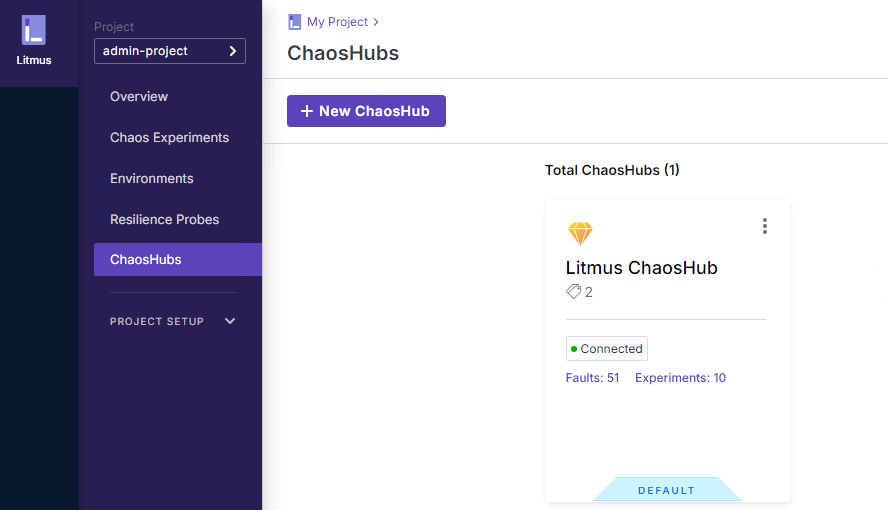 Litmus
Project
admin-project
Overview
Chaos Experiments
Environments
Resilience Probes
ChaosHubs
PROJECT SETUP
My Project
ChaosHubs
+ New ChaosHub
Total ChaosHubs (1)
Litmus ChaosHub
2
Connected
Faults: 51 Experiments: 10
DEFAULT